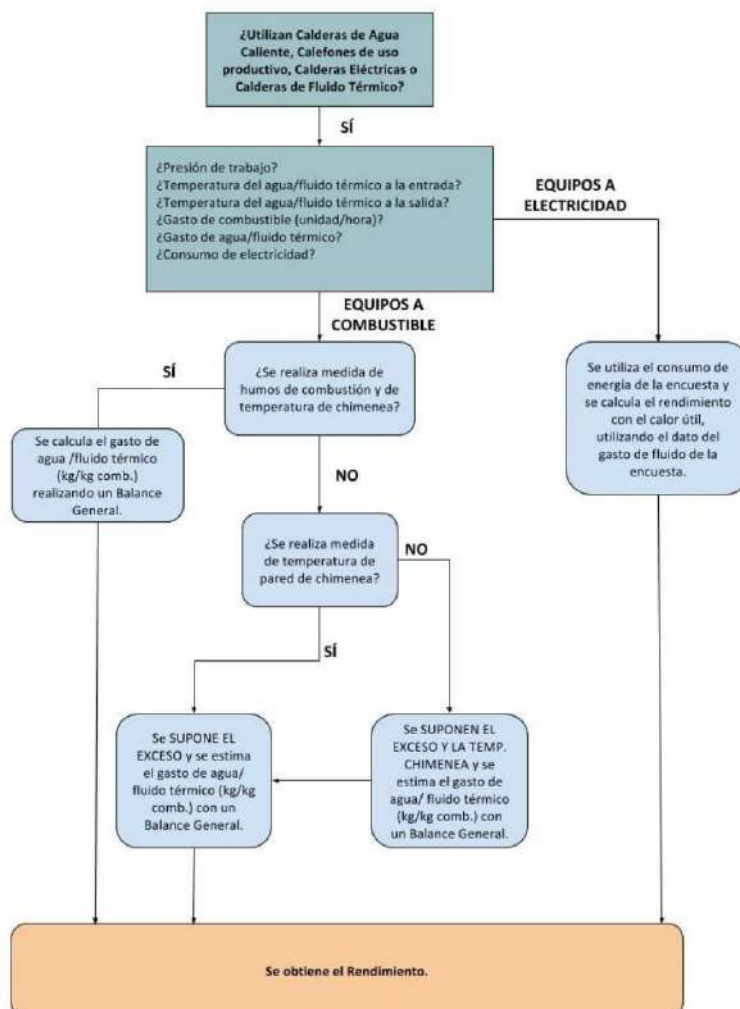 ¿Utilizan Calderas de Agua
Caliente, Calefones de uso
productivo, Calderas Eléctricas o
Calderas de Fluido Térmico?
SÍ
¿Presión de trabajo?
¿Temperatura del agua/fluido térmico a la entrada?
¿Temperatura del agua/fluido térmico a la salida?
¿Gasto de combustible (unidad/hora)?
¿Gasto de agua/fluido térmico?
¿Consumo de electricidad?
EQUIPOS A
ELECTRICIDAD
EQUIPOS A
COMBUSTIBLE
SÍ
¿Se realiza medida de
humos de combustión y de
temperatura de chimenea?
Se utiliza el consumo de
energía de la encuesta y
se calcula el rendimiento
con el calor útil,
utilizando el dato del
gasto de fluido de la
encuesta.
Se calcula el gasto de
agua /fluido térmico
(kg/kg comb.)
realizando un Balance
General.
NO
¿Se realiza medida
de temperatura de
pared de chimenea?
NO
SÍ
Se SUPONE EL
EXCESO y se estima
el gasto de agua/
fluido térmico (kg/kg
comb.) con un
Balance General.
Se SUPONEN EL
EXCESO Y LA TEMP.
CHIMENEA y se
estima el gasto de
agua/ fluido térmico
(kg/kg comb.) con
un Balance General.
Se obtiene el Rendimiento.